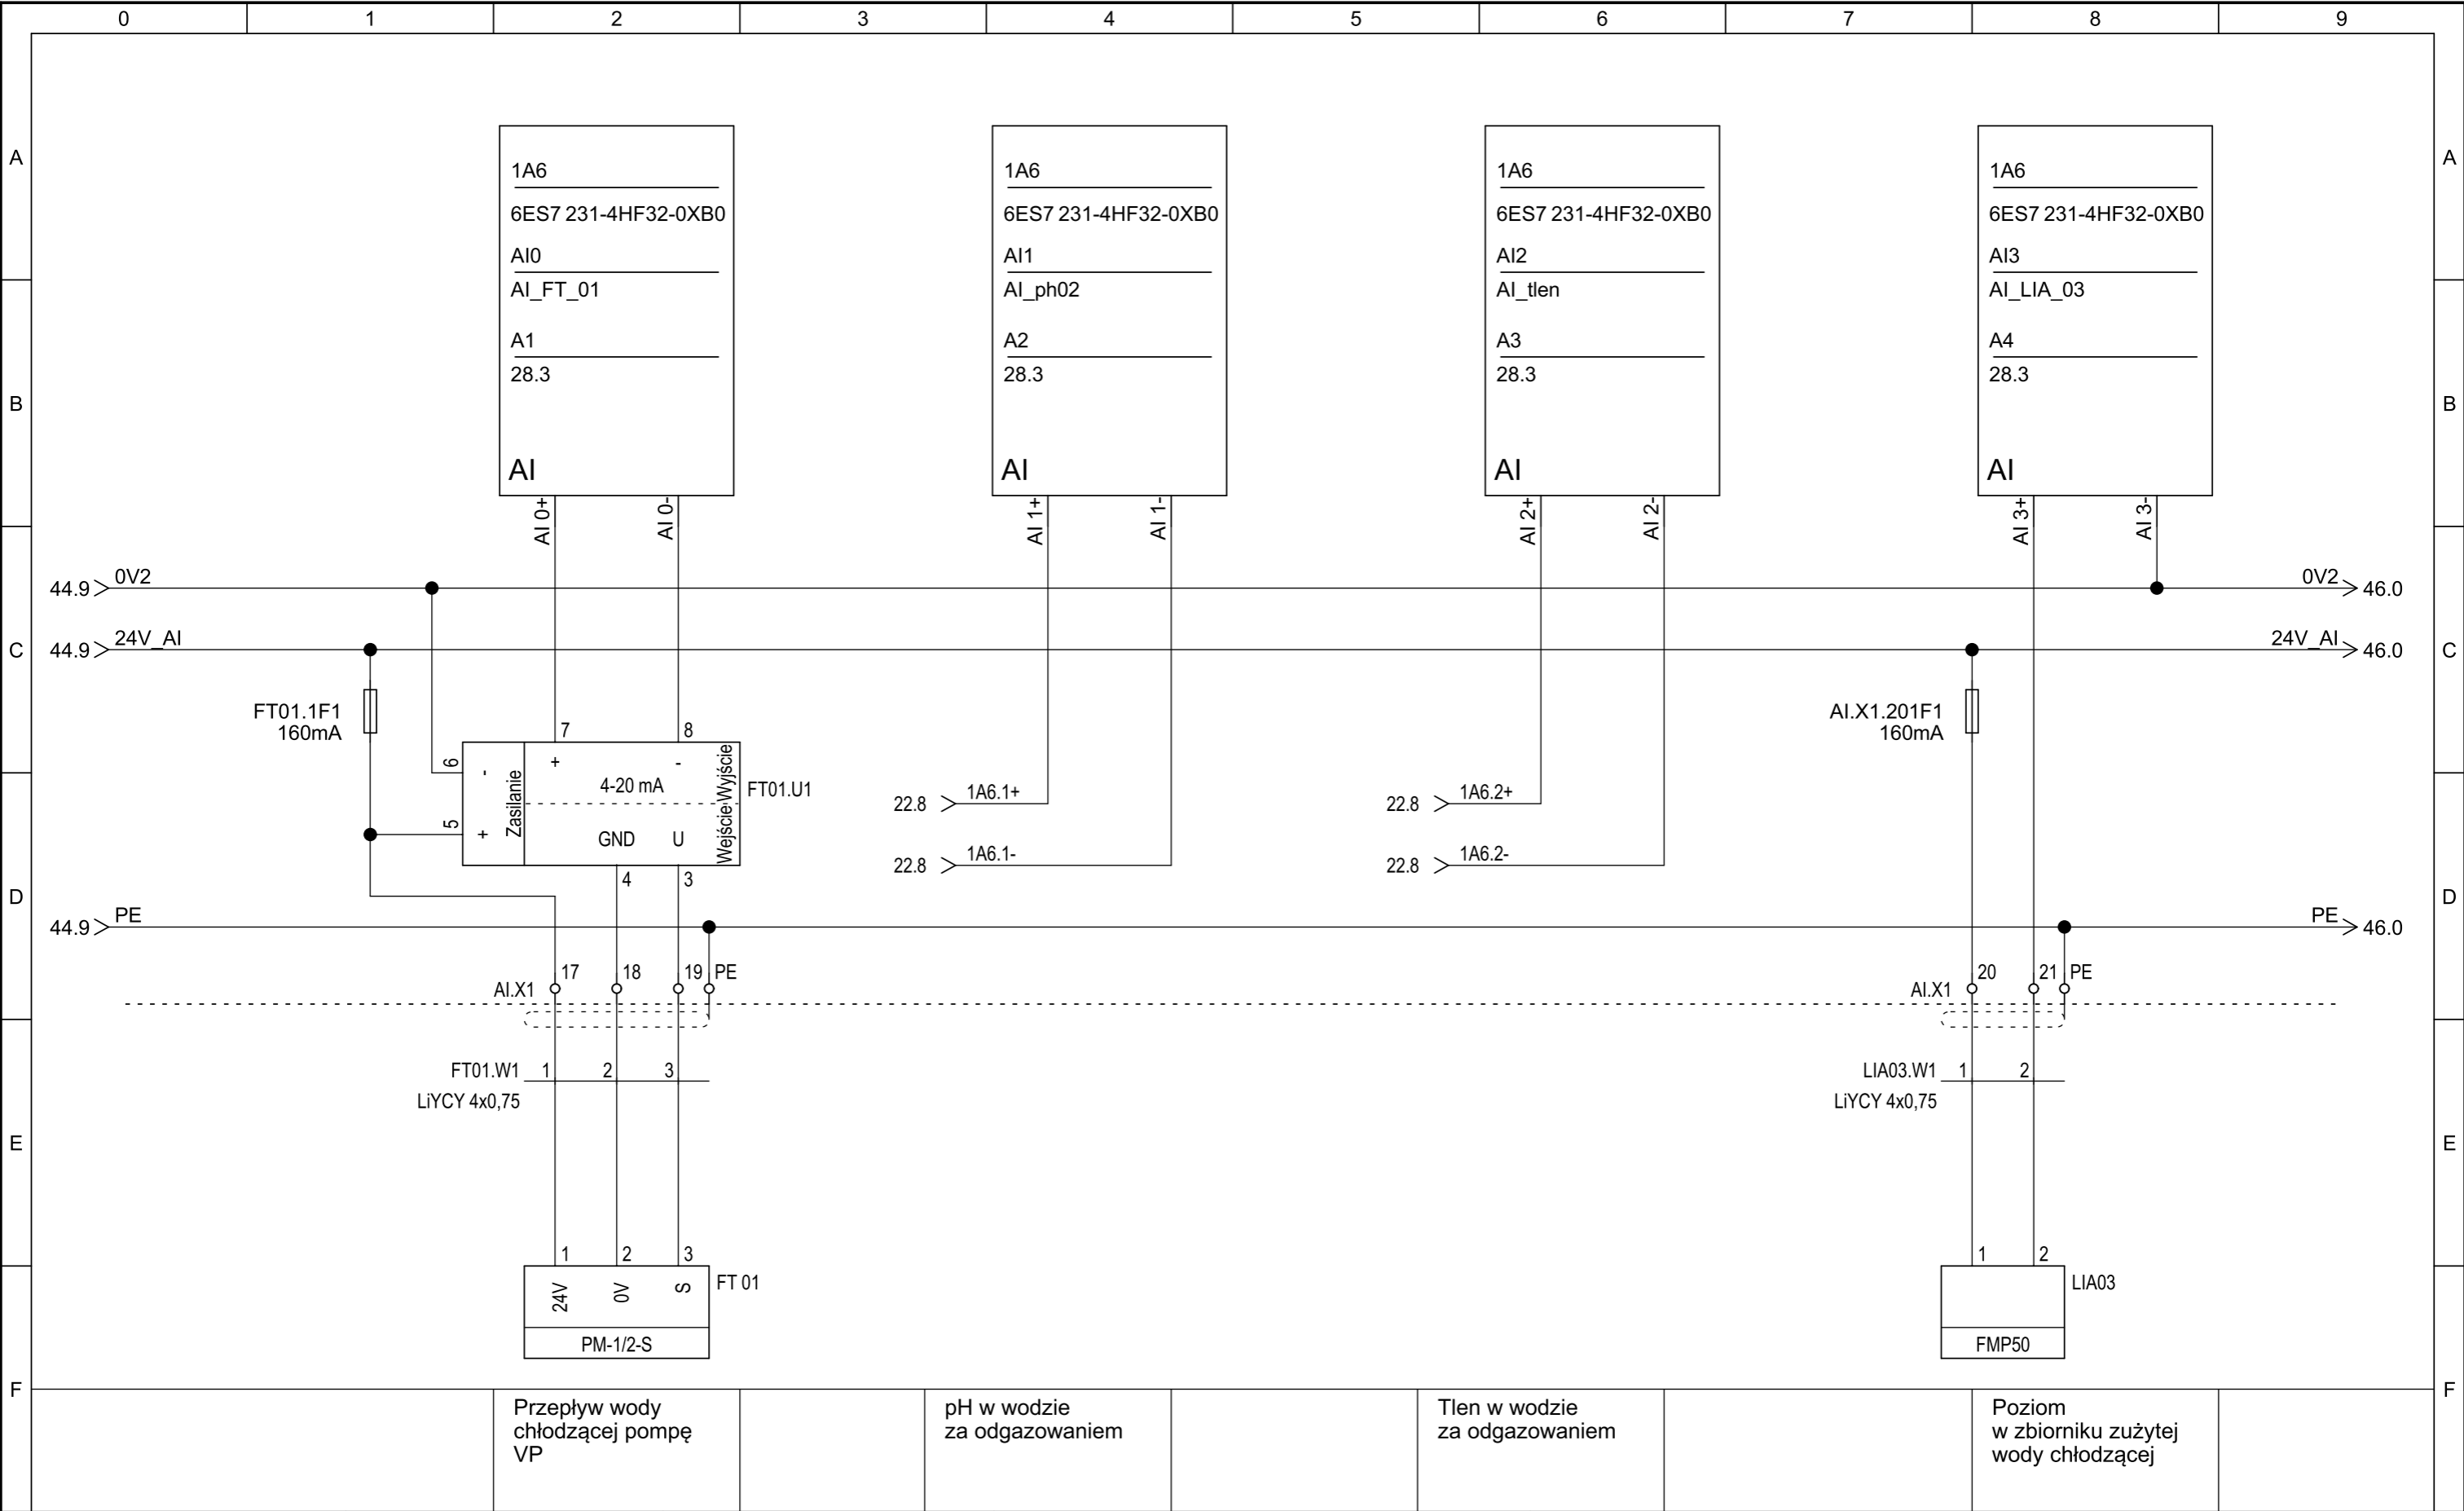 0 1 2 3 4 5 6 7 8 9
A A
1A6 1A6 1A6 1A6
6ES7 231-4HF32-0XB0 6ES7 231-4HF32-0XB0 6ES7 231-4HF32-0XB0 6ES7 231-4HF32-0XB0
AI0 AI1 AI2 AI3
AI_FT_01 AI_ph02 AI_tlen AI_LIA_03
A1 A2 A3 A4
28.3 28.3 28.3 28.3
B B
AI AI AI AI
AI 0+ AI 0- AI 1+ AI 1- AI 2+ AI 2- AI 3+ AI 3-
44.9 0V2 0V2 46.0
C 44.9 24V_AI 24V_AI 46.0 C
FT01.1F1 AI.X1.201F1
160mA 160mA
7 8
6 - + - Wyjście
Zasilanie 4-20 mA FT01.U1
5 + GND U Wejście
4 3
22.8 1A6.1+ 22.8 1A6.2+
22.8 1A6.1- 22.8 1A6.2-
D D
44.9 PE PE 46.0
17 18 19 PE 20 21 PE
AI.X1 AI.X1
FT01.W1 1 2 3 LIA03.W1 1 2
LiYCY 4x0,75 LiYCY 4x0,75
E E
1 2 3 1 2
24V 0V S FT 01 LIA03
PM-1/2-S FMP50
F F
Przepływ wody
chłodzącej pompę
VP
pH w wodzie
za odgazowaniem
Tlen w wodzie
za odgazowaniem
Poziom
w zbiorniku zużytej
wody chłodzącej